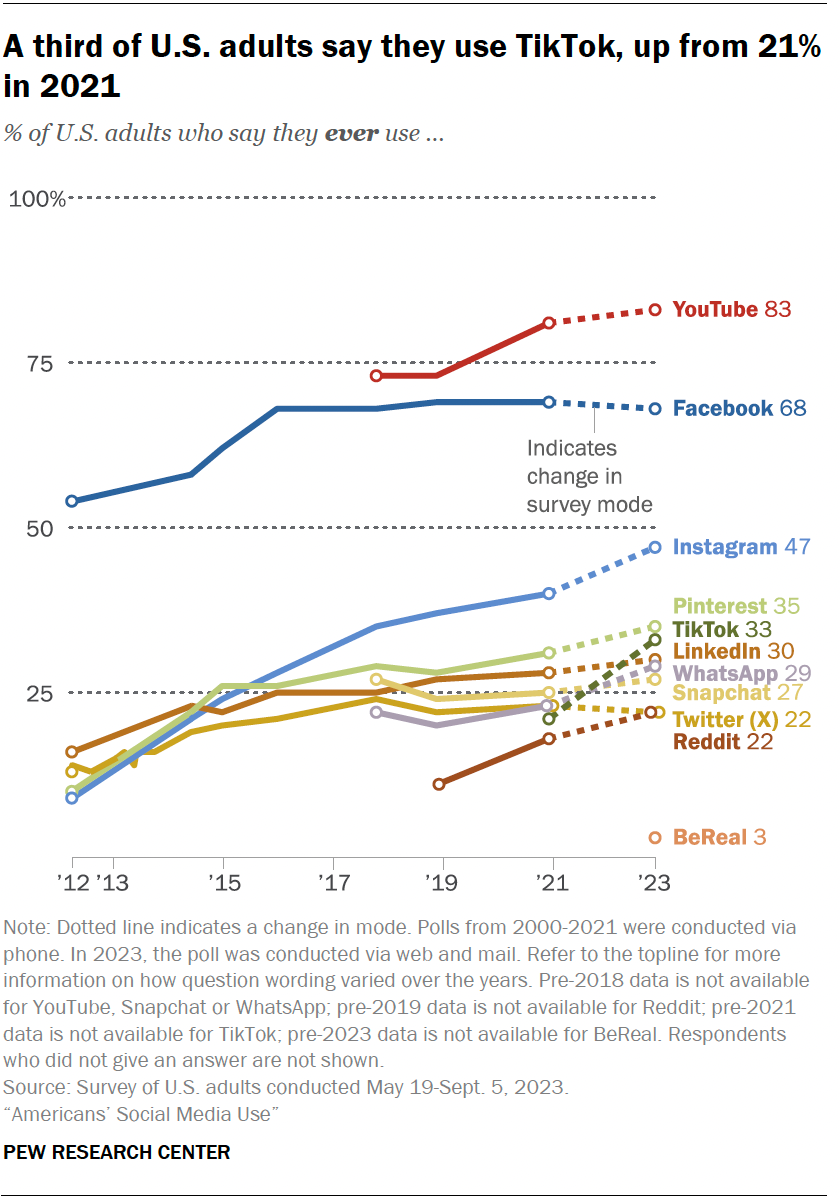 A third of U.S. adults say they use TikTok, up from 21%
in 2021
% of U.S. adults who say they ever use ...
100%
YouTube 83
75
Facebook 68
Indicates
change in
survey mode
50
Instagram 47
Pinterest 35
TikTok 33
LinkedIn 30
WhatsApp 29
25
Snapchat 27
Twitter (X) 22
Reddit 22
BeReal 3
’12 ’13 ’15 ’17 ’19 ’21 ’23
Note: Dotted line indicates a change in mode. Polls from 2000-2021 were conducted via
phone. In 2023, the poll was conducted via web and mail. Refer to the topline for more
information on how question wording varied over the years. Pre-2018 data is not available
for YouTube, Snapchat or WhatsApp; pre-2019 data is not available for Reddit; pre-2021
data is not available for TikTok; pre-2023 data is not available for BeReal. Respondents
who did not give an answer are not shown.
Source: Survey of U.S. adults conducted May 19-Sept. 5, 2023.
“Americans’ Social Media Use”
PEW RESEARCH CENTER